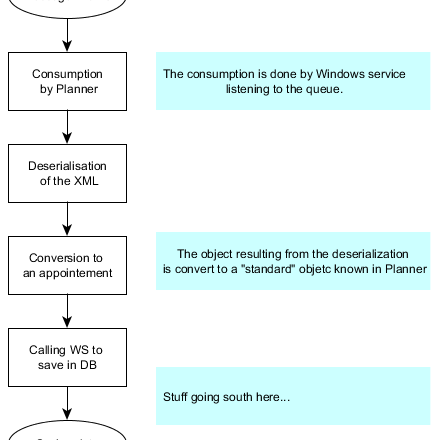 Consumption
by Planner
The consumption is done by Windows service
listening to the queue.
Deserialisation
of the XML
Conversion to
an appointement
The object resulting from the deserialization
is convert to a "standard" objetc known in Planner
Calling WS to
save in DB
Stuff going south here...